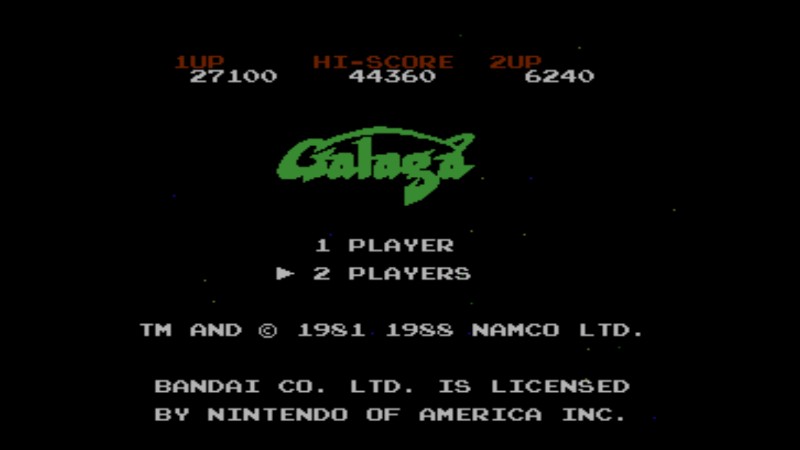 1UP HI-SCORE 2UP
27100 44360 6240
Galaga
1 PLAYER
▶ 2 PLAYERS
TM AND © 1981 1988 NAMCO LTD.
BANDAI CO. LTD. IS LICENSED
BY NINTENDO OF AMERICA INC.